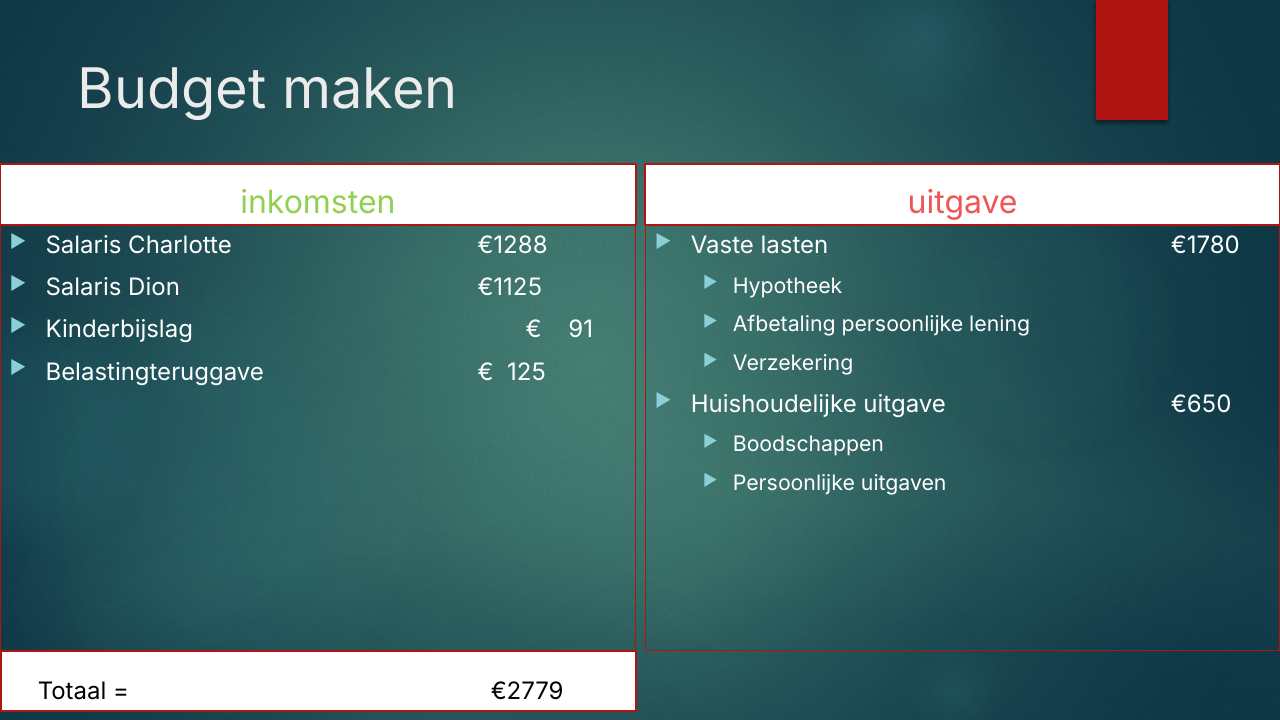 Budget maken
inkomsten
Salaris Charlotte €1288
Salaris Dion €1125
Kinderbijslag € 91
Belastingteruggave € 125
Totaal = €2779
uitgave
Vaste lasten €1780
Hypotheek
Afbetaling persoonlijke lening
Verzekering
Huishoudelijke uitgave €650
Boodschappen
Persoonlijke uitgaven